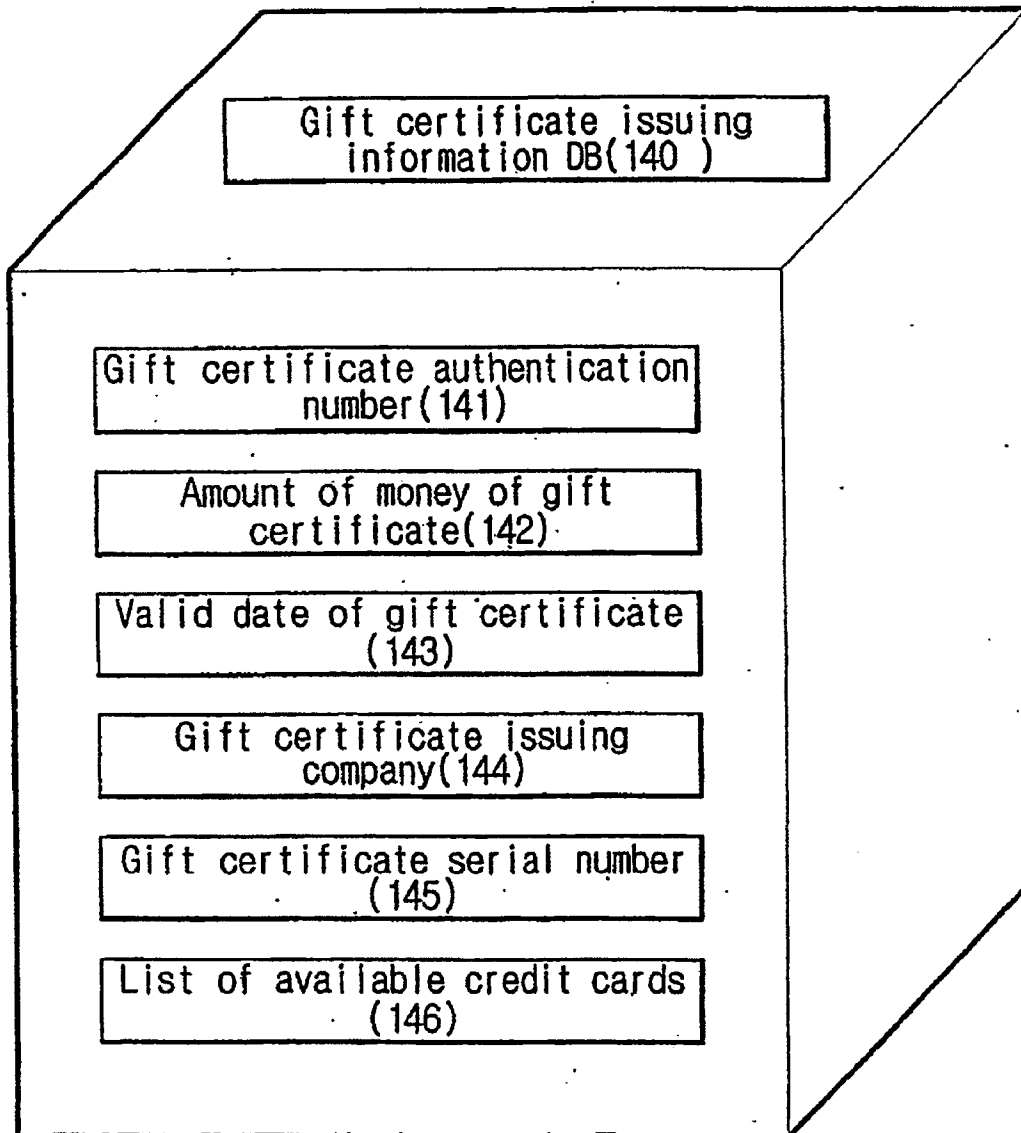 Gift certificate issuing
information DB(140 )
Gift certificate authentication
number(141)
Amount of money of gift
certificate(142)
Valid date of gift certificate
(143)
Gift certificate issuing
company(144)
Gift certificate serial number
(145)
List of available credit cards
(146)